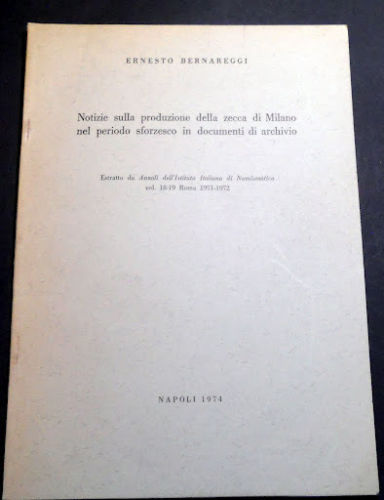 ERNESTO BERNAREGGI
Notizie sulla produzione della zecca di Milano
nel periodo sforzesco in documenti di archivio
Estratto da Annali dell'Istituto Italiano di Numismatica
vol. 18-19 Roma 1971-1972
NAPOLI 1974